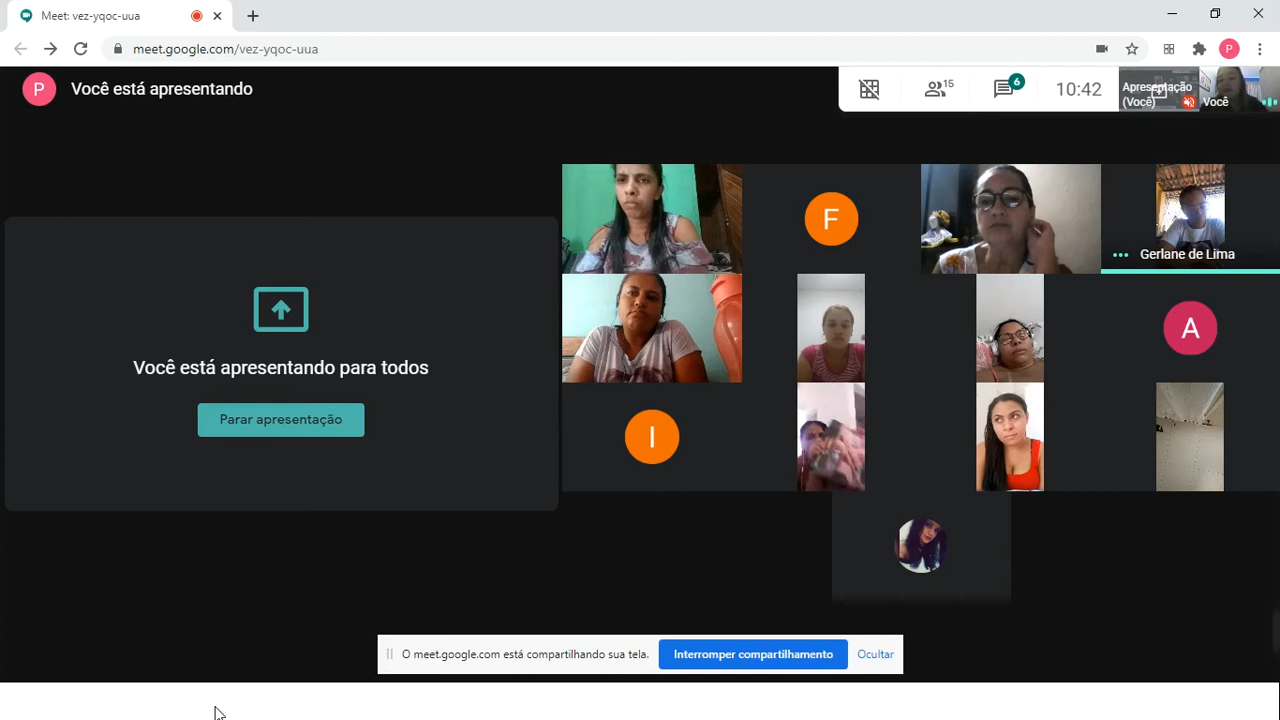 Meet: vez-yqoc-uua
meet.google.com/vez-yqoc-uua
P
P
Você está apresentando
15
6
10:42
Apresentação
(Você)
Você
F
Gerlane de Lima
Você está apresentando para todos
A
Parar apresentação
I
O meet.google.com está compartilhando sua tela.
Interromper compartilhamento
Ocultar